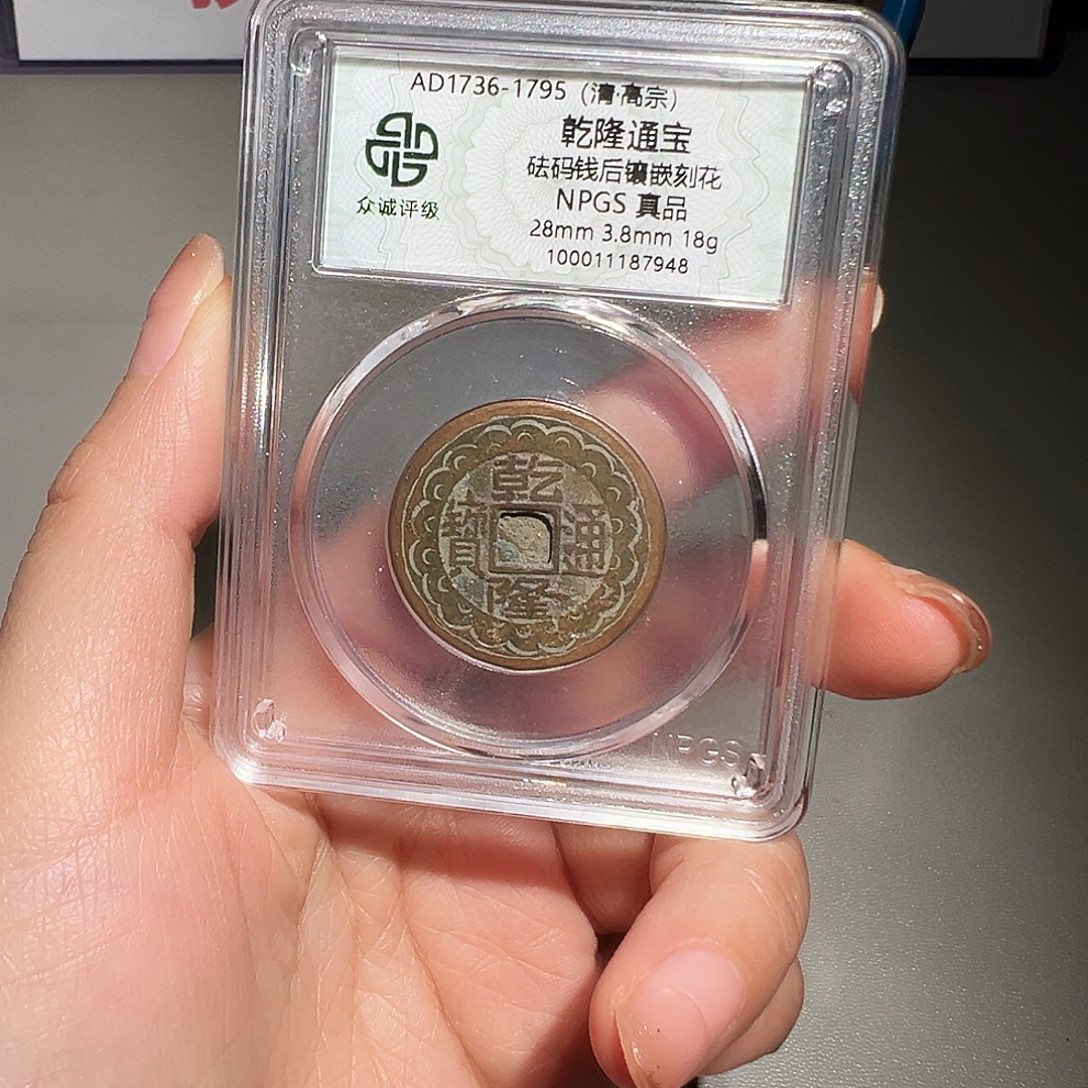 AD1736-1795（清·高宗）
乾隆通宝
砝码钱后镶嵌刻花
NPGS 真品
28mm 3.8mm 18g
100011187948
众诚评级
乾
隆
通
寳
NPGS